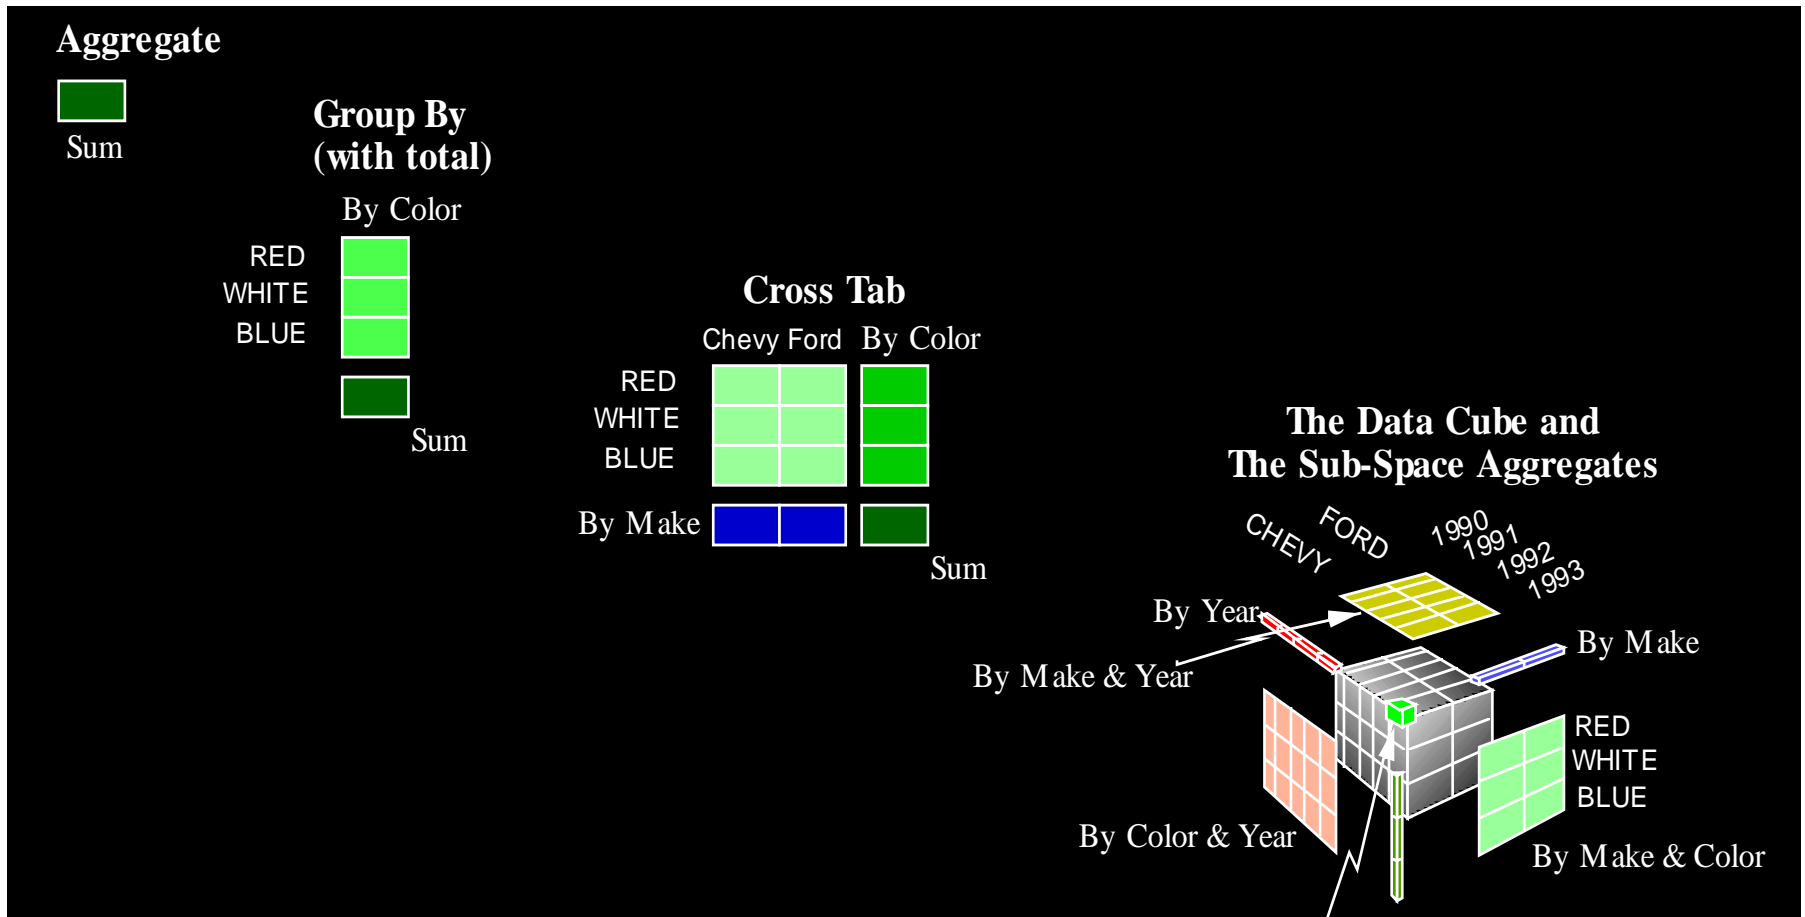 Aggregate
Sum
Group By
(with total)
By Color
RED
WHITE
BLUE
Sum
Cross Tab
Chevy Ford By Color
RED
WHITE
BLUE
By Make
Sum
The Data Cube and
The Sub-Space Aggregates
CHEVY
FORD
1990
1991
1992
1993
By Year
By Make
By Make & Year
RED
WHITE
BLUE
By Color & Year
By Make & Color